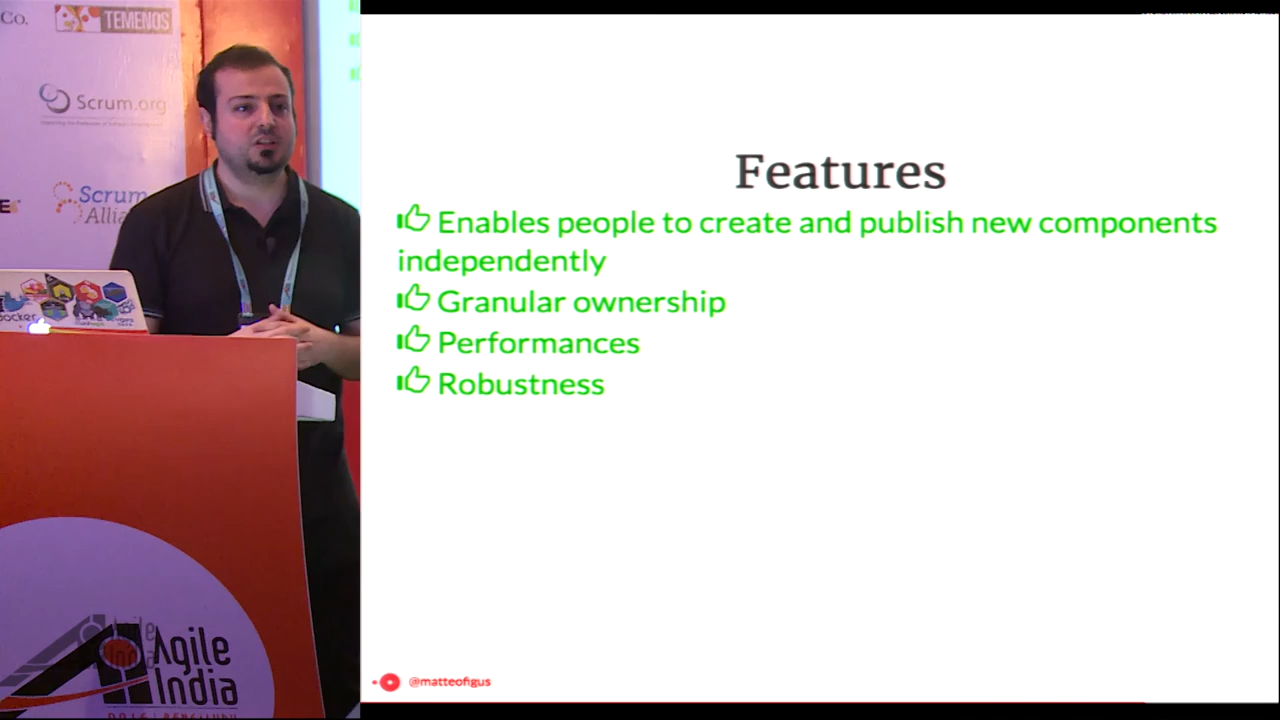 Co.
TEMENOS
Scrum.org
Scrum
Allia
E
docker
Agile
India
Features
Enables people to create and publish new components
independently
Granular ownership
Performances
Robustness
@matteofigus